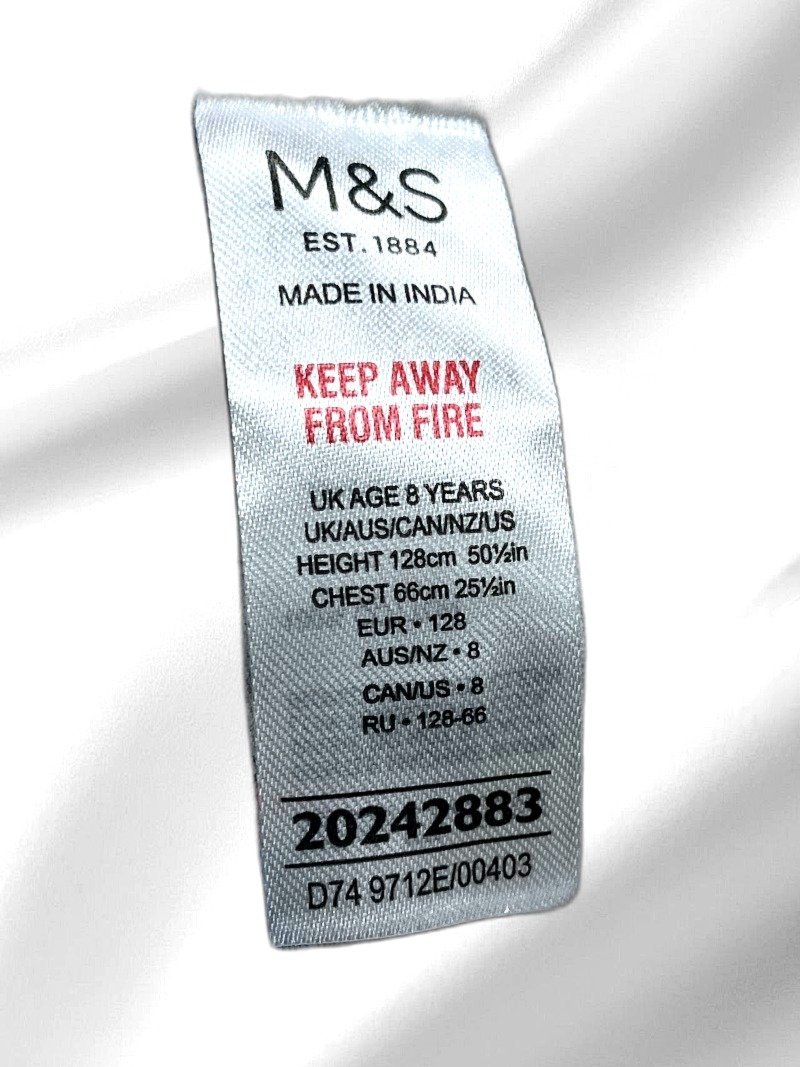 M&S
EST. 1884
MADE IN INDIA
KEEP AWAY
FROM FIRE
UK AGE 8 YEARS
UK/AUS/CAN/NZ/US
HEIGHT 128cm 50½in
CHEST 66cm 25½in
EUR • 128
AUS/NZ • 8
CAN/US • 8
RU • 128-66
20242883
D74 9712E/00403